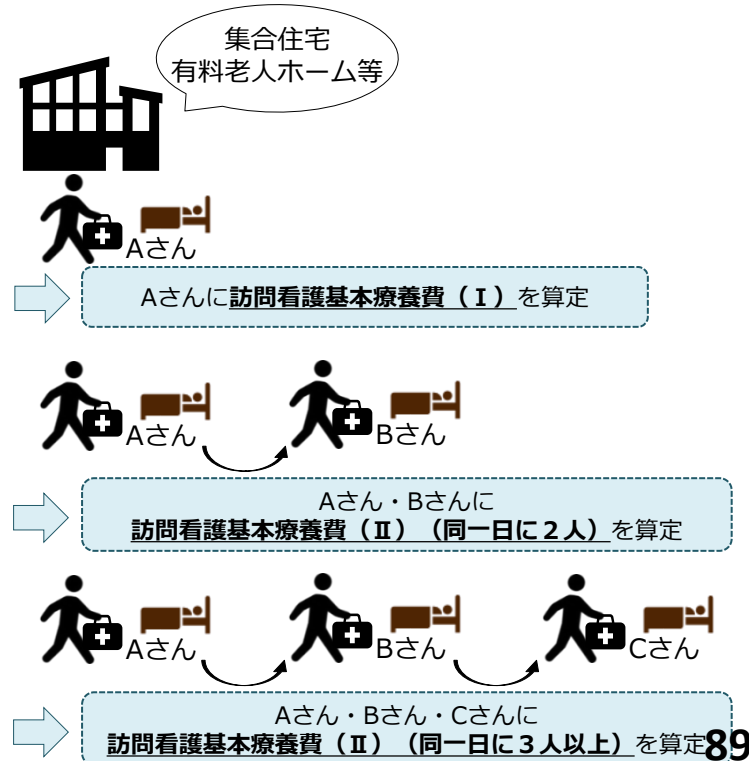 集合住宅
有料老人ホーム等
Aさん
Aさんに訪問看護基本療養費（Ⅰ）を算定
Aさん
Bさん
Aさん・Bさんに
訪問看護基本療養費（Ⅱ）（同一日に２人）を算定
Aさん
Bさん
Cさん
Aさん・Bさん・Cさんに
訪問看護基本療養費（Ⅱ）（同一日に３人以上）を算定
89